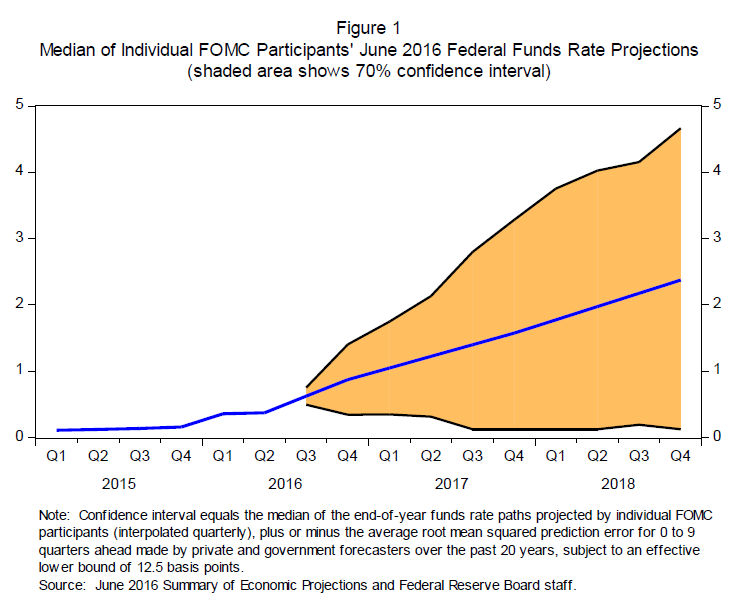 Figure 1
Median of Individual FOMC Participants' June 2016 Federal Funds Rate Projections
(shaded area shows 70% confidence interval)
5 5
4 4
3 3
2 2
1 1
0 0
Q1 Q2 Q3 Q4 Q1 Q2 Q3 Q4 Q1 Q2 Q3 Q4 Q1 Q2 Q3 Q4
2015 2016 2017 2018
Note: Confidence interval equals the median of the end-of-year funds rate paths projected by individual FOMC
participants (interpolated quarterly), plus or minus the average root mean squared prediction error for 0 to 9
quarters ahead made by private and government forecasters over the past 20 years, subject to an effective
lower bound of 12.5 basis points.
Source: June 2016 Summary of Economic Projections and Federal Reserve Board staff.